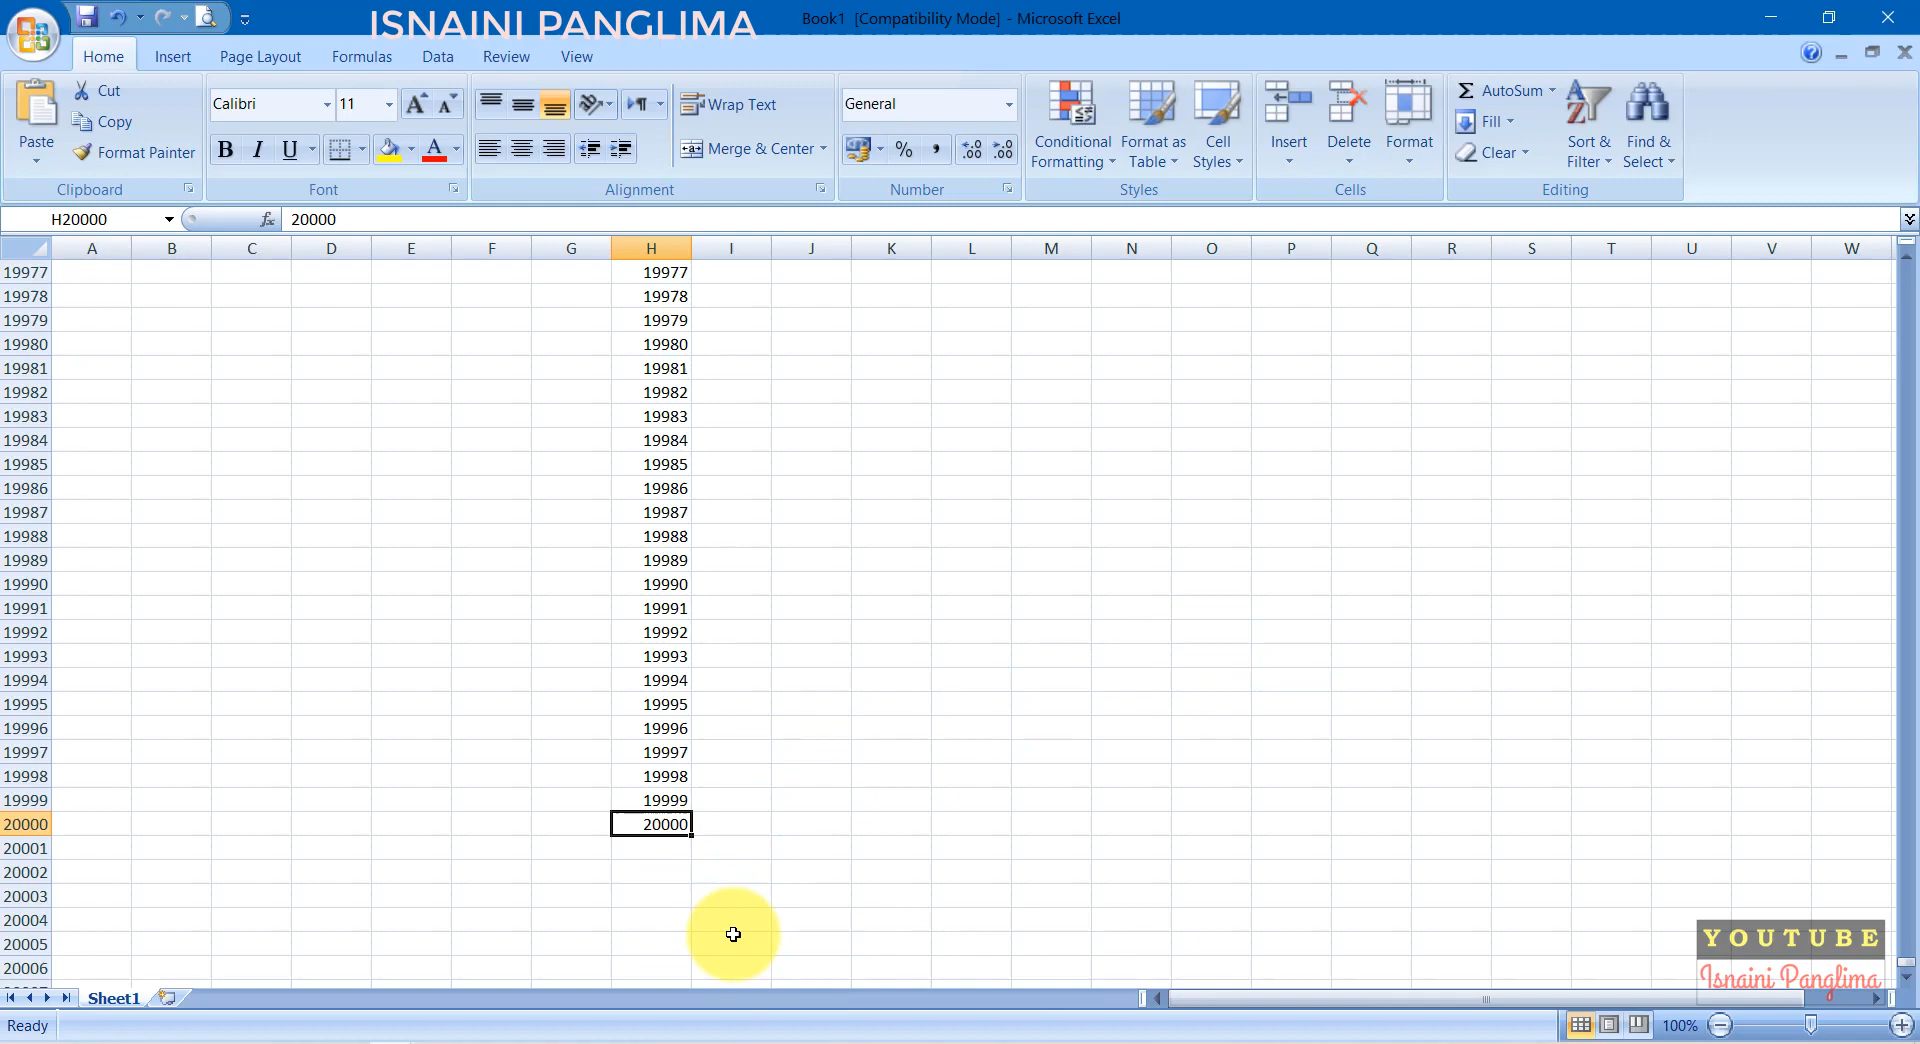 ISNAINI PANGLIMA
Book1 [Compatibility Mode] - Microsoft Excel
Home Insert Page Layout Formulas Data Review View
Paste
Cut
Copy
Format Painter
Clipboard
Calibri 11
B I U A
Font
Wrap Text
Merge & Center
Alignment
General
% ,
Number
Conditional Formatting
Format as Table
Cell Styles
Styles
Insert Delete Format
Cells
Σ AutoSum
Fill
Clear
Sort & Filter
Find & Select
Editing
H20000 fx 20000
A B C D E F G H I J K L M N O P Q R S T U V W
19977 19977
19978 19978
19979 19979
19980 19980
19981 19981
19982 19982
19983 19983
19984 19984
19985 19985
19986 19986
19987 19987
19988 19988
19989 19989
19990 19990
19991 19991
19992 19992
19993 19993
19994 19994
19995 19995
19996 19996
19997 19997
19998 19998
19999 19999
20000 20000
20001
20002
20003
20004
20005
20006
YOUTUBE
Isnaini Panglima
Sheet1
Ready 100%